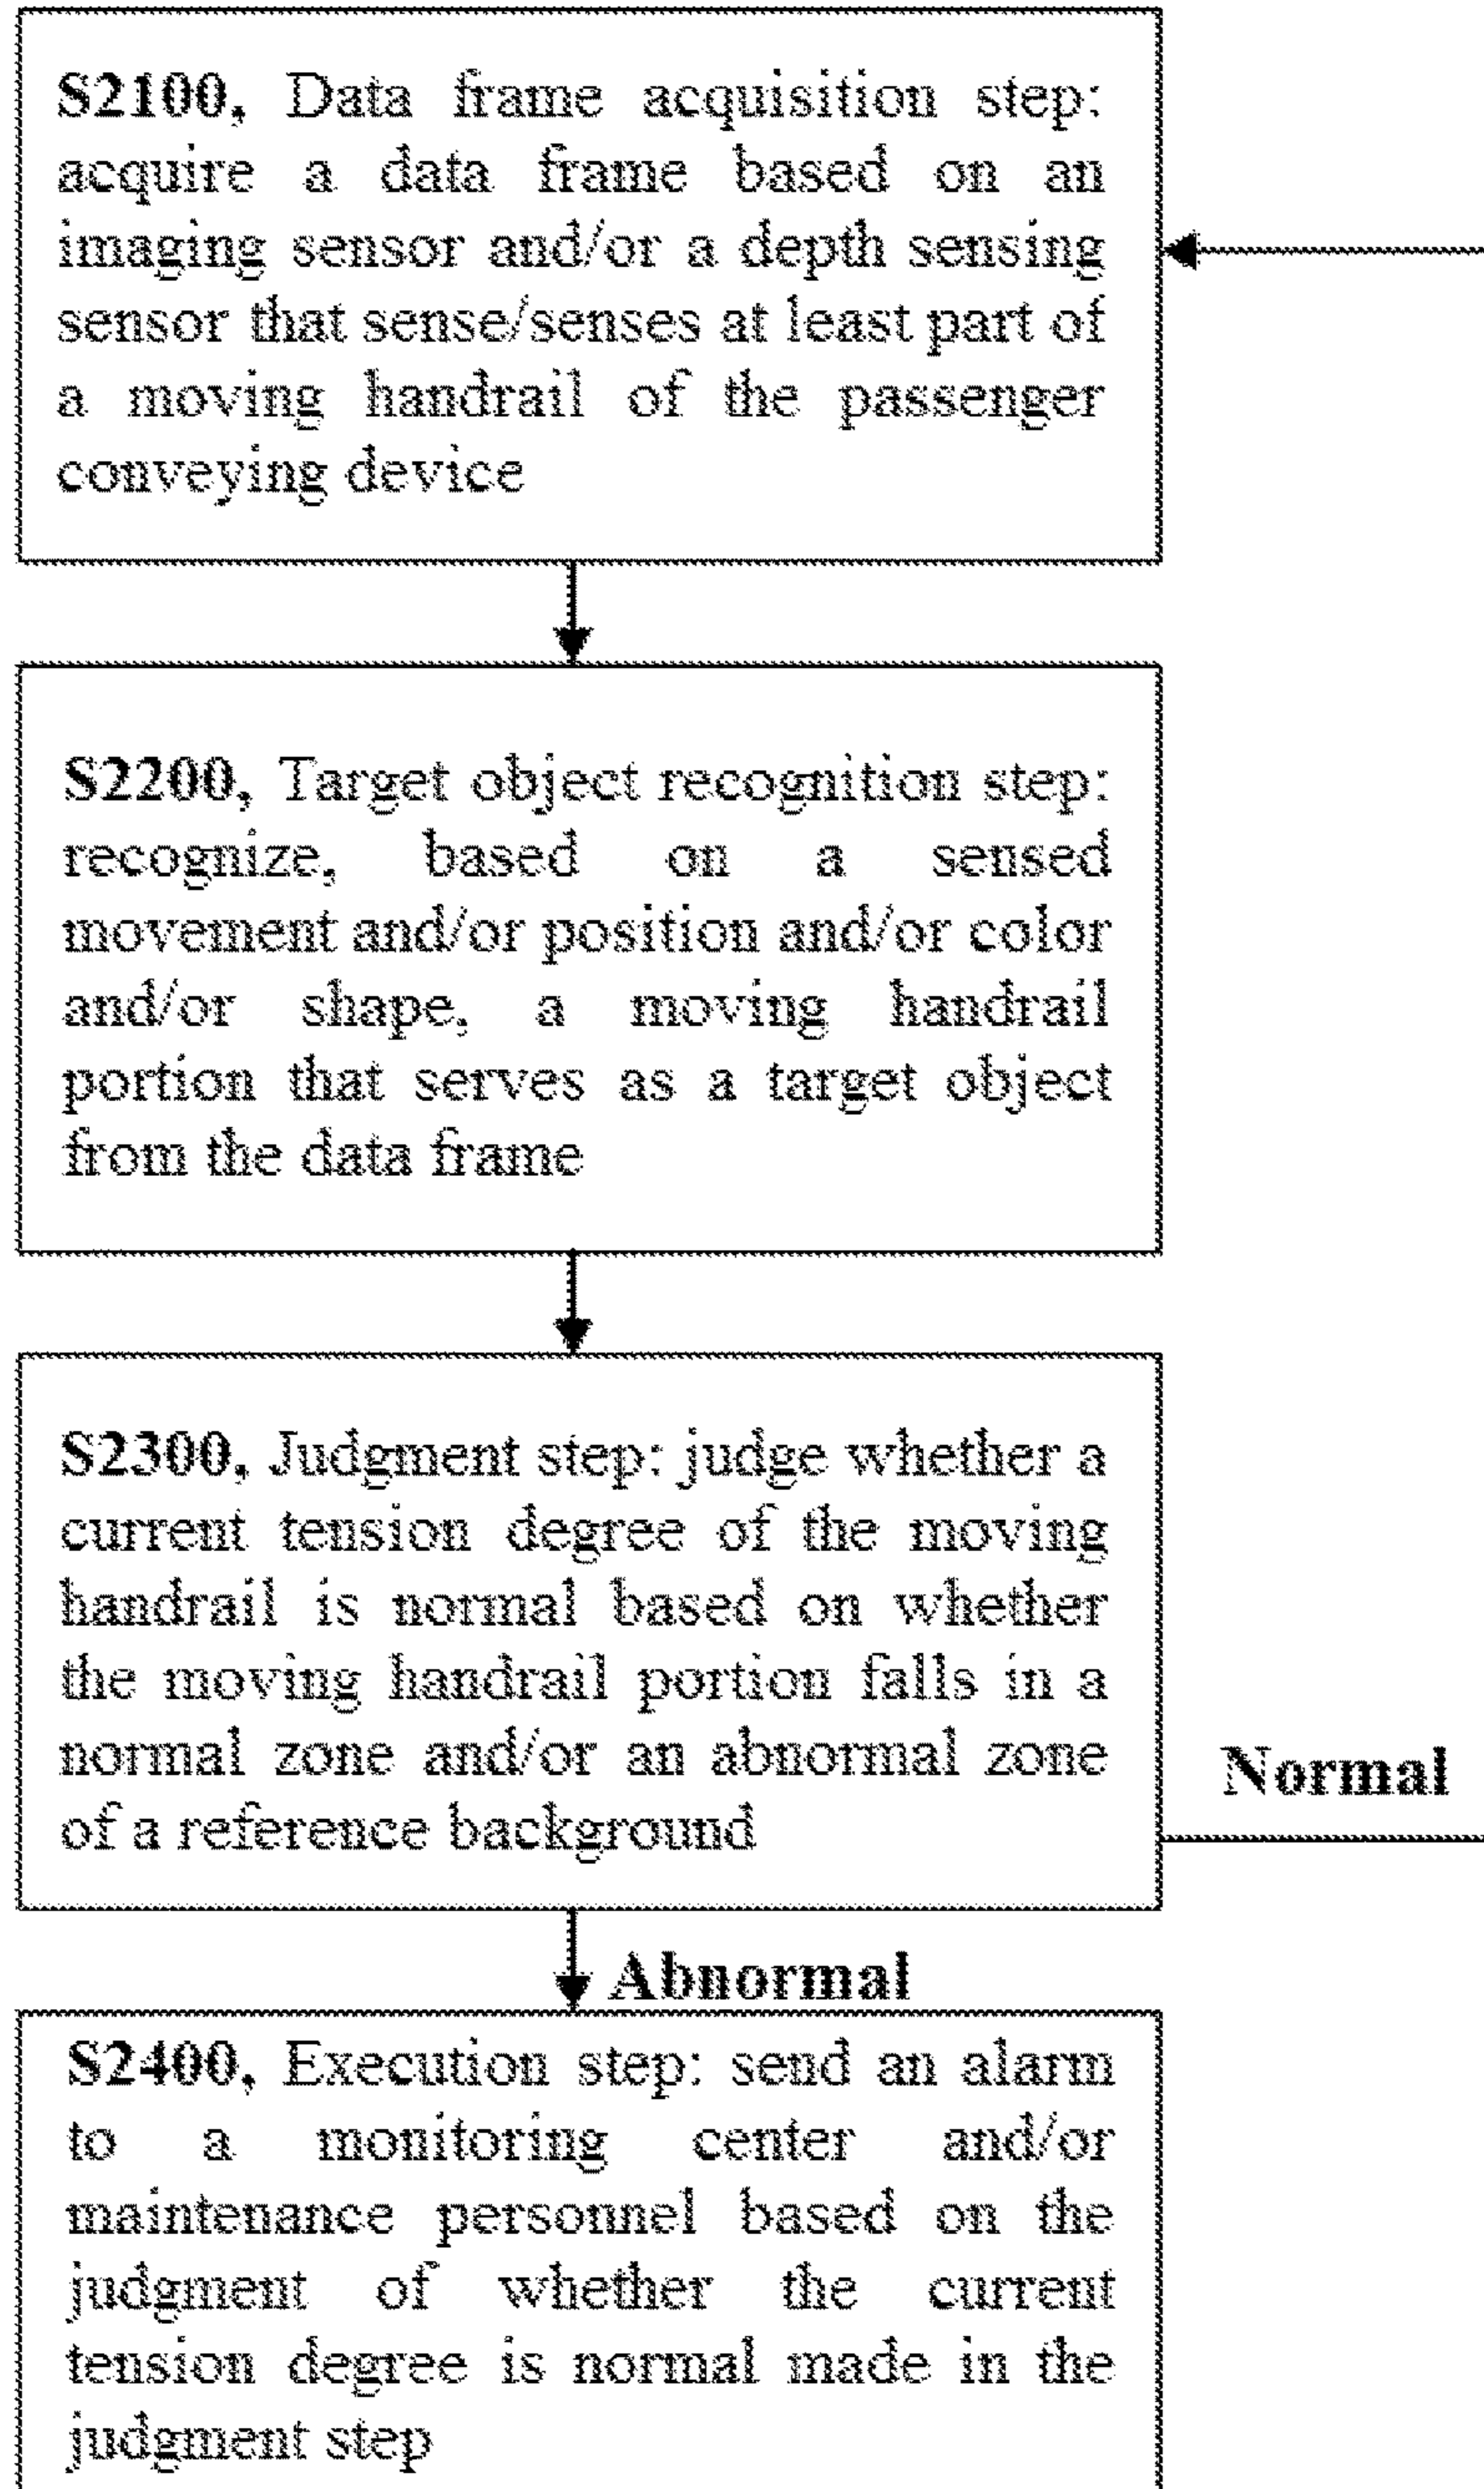 S2100, Data frame acquisition step:
acquire a data frame based on an
imaging sensor and/or a depth sensing
sensor that sense/senses at least part of
a moving handrail of the passenger
conveying device
S2200, Target object recognition step:
recognize, based on a sensed
movement and/or position and/or color
and/or shape, a moving handrail
portion that serves as a target object
from the data frame
S2300, Judgment step: judge whether a
current tension degree of the moving
handrail is normal based on whether
the moving handrail portion falls in a
normal zone and/or an abnormal zone
of a reference background
Normal
Abnormal
S2400, Execution step: send an alarm
to a monitoring center and/or
maintenance personnel based on the
judgment of whether the current
tension degree is normal made in the
judgment step